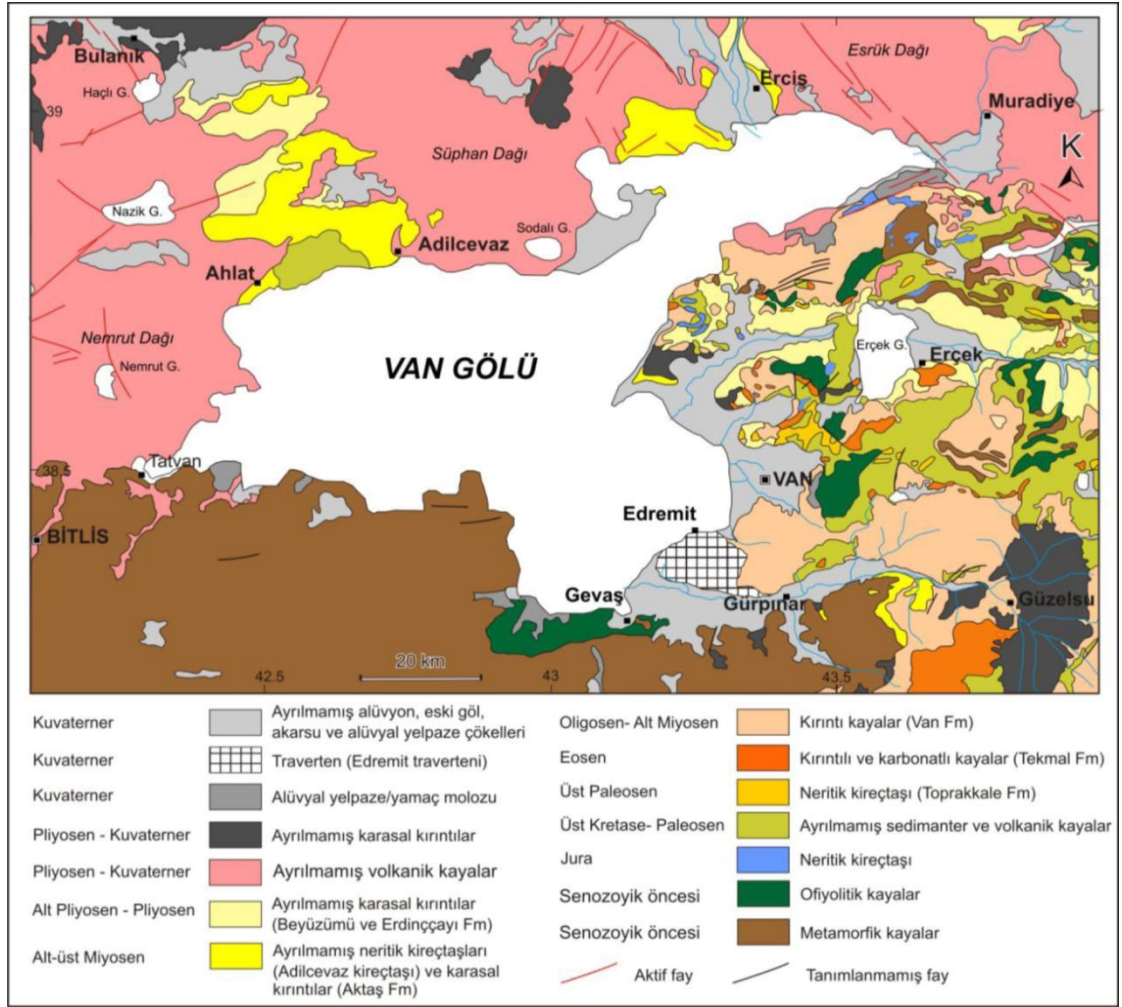 Bulanık
Haçlı G.
39
Erciş
Esrük Dağı
Muradiye
K
Süphan Dağı
Nazik G.
Sodalı G.
Adilcevaz
Ahlat
Nemrut Dağı
Nemrut G.
VAN GÖLÜ
Erçek G.
Erçek
38.5
Tatvan
VAN
BİTLİS
Edremit
Gevaş
Gürpınar
Güzelsu
20 km
42.5
43
43.5
Kuvaterner
Ayrılmamış alüvyon, eski göl,
akarsu ve alüvyal yelpaze çökelleri
Kuvaterner
Traverten (Edremit traverteni)
Kuvaterner
Alüvyal yelpaze/yamaç molozu
Pliyosen - Kuvaterner
Ayrılmamış karasal kırıntılar
Pliyosen - Kuvaterner
Ayrılmamış volkanik kayalar
Alt Pliyosen - Pliyosen
Ayrılmamış karasal kırıntılar
(Beyüzümü ve Erdinççayı Fm)
Alt-üst Miyosen
Ayrılmamış neritik kireçtaşları
(Adilcevaz kireçtaşı) ve karasal
kırıntılar (Aktaş Fm)
Oligosen- Alt Miyosen
Kırıntı kayalar (Van Fm)
Eosen
Kırıntılı ve karbonatlı kayalar (Tekmal Fm)
Üst Paleosen
Neritik kireçtaşı (Toprakkale Fm)
Üst Kretase- Paleosen
Ayrılmamış sedimanter ve volkanik kayalar
Jura
Neritik kireçtaşı
Senozoyik öncesi
Ofiyolitik kayalar
Senozoyik öncesi
Metamorfik kayalar
Aktif fay
Tanımlanmamış fay